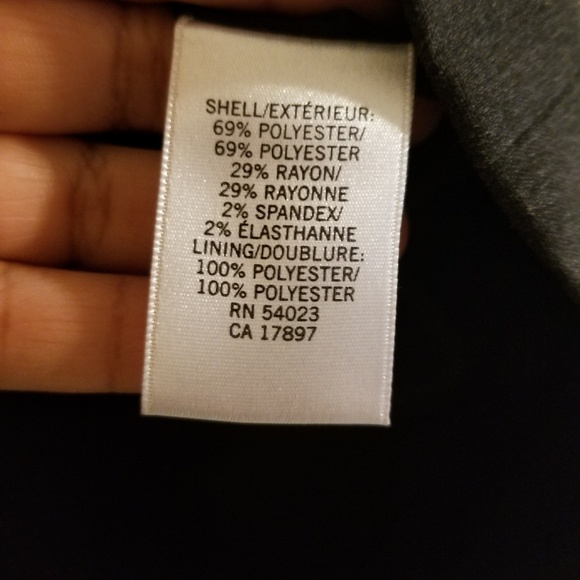 SHELL/EXTÉRIEUR:
69% POLYESTER/
69% POLYESTER
29% RAYON/
29% RAYONNE
2% SPANDEX/
2% ÉLASTHANNE
LINING/DOUBLURE:
100% POLYESTER/
100% POLYESTER
RN 54023
CA 17897